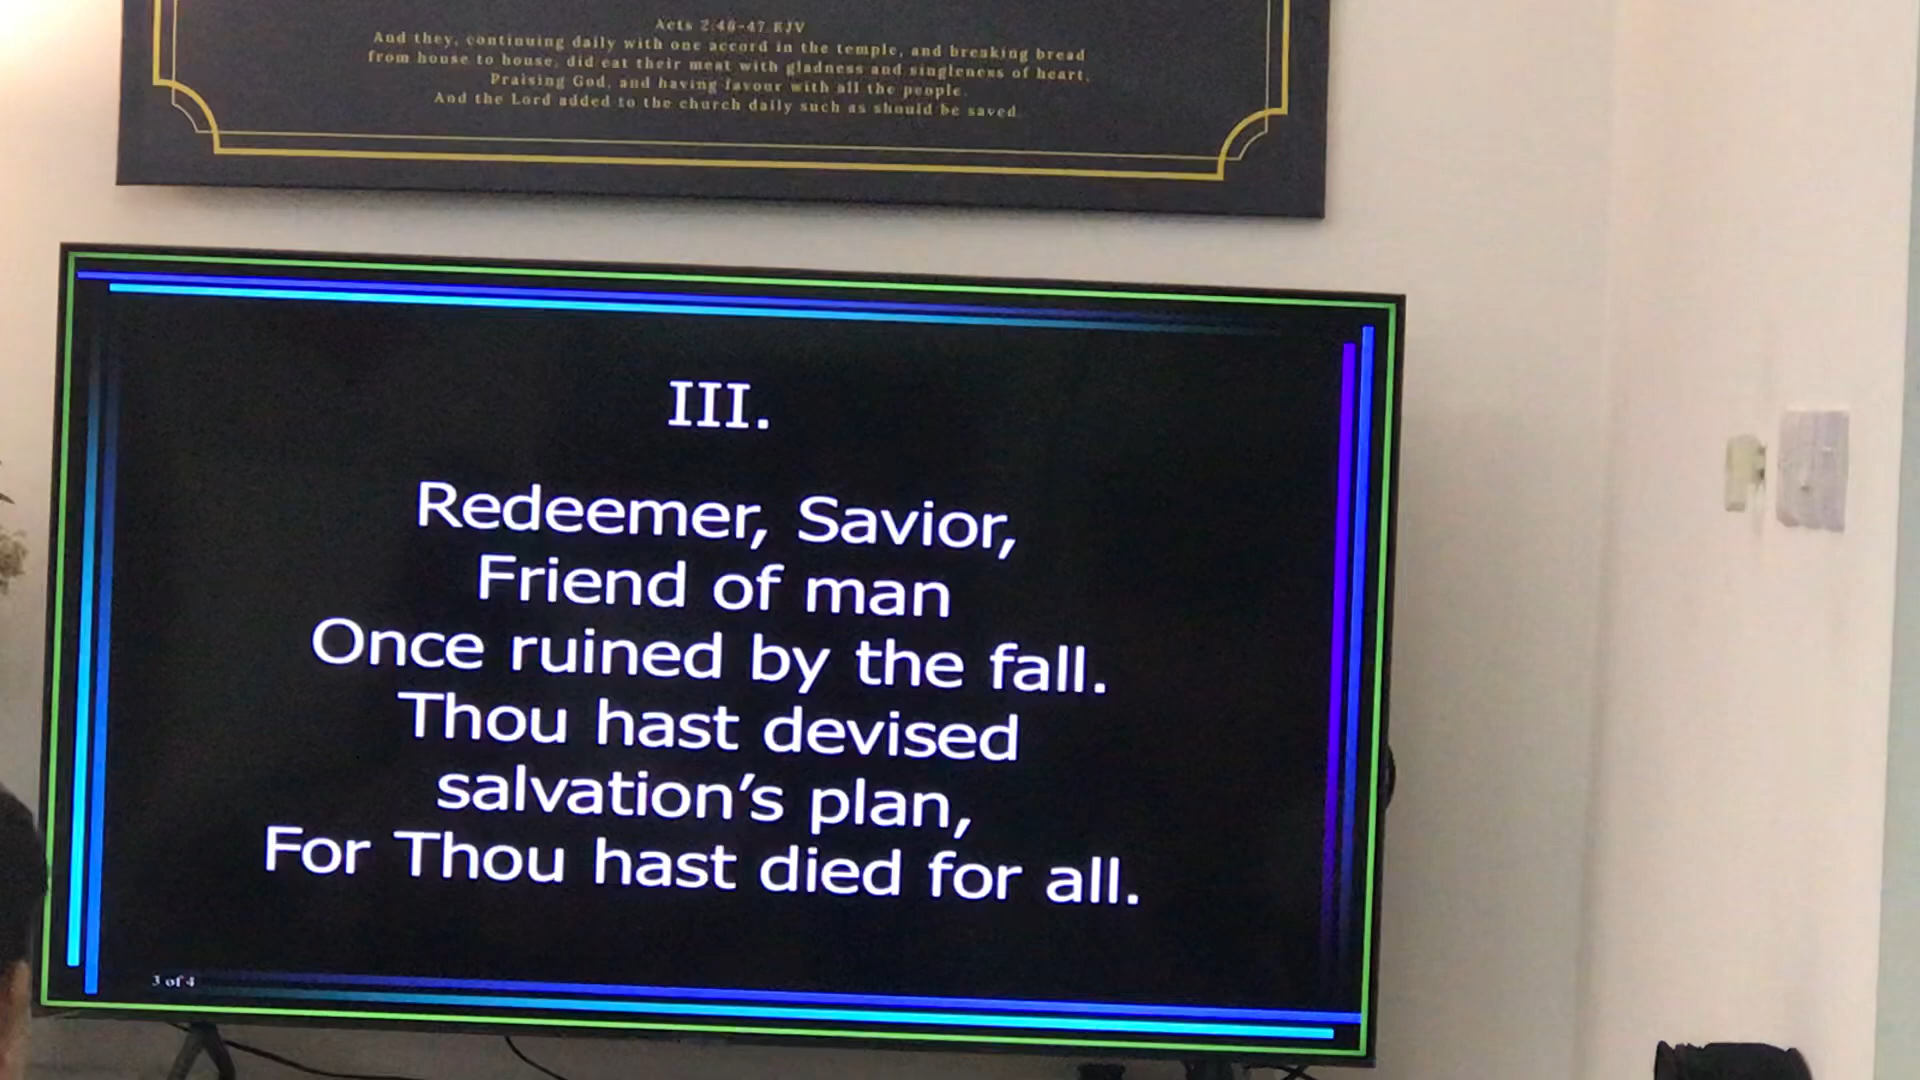 Acts 2:46-47 KJV
And they, continuing daily with one accord in the temple, and breaking bread
from house to house, did eat their meat with gladness and singleness of heart,
Praising God, and having favour with all the people.
And the Lord added to the church daily such as should be saved.
III.
Redeemer, Savior,
Friend of man
Once ruined by the fall.
Thou hast devised
salvation’s plan,
For Thou hast died for all.
3 of 4